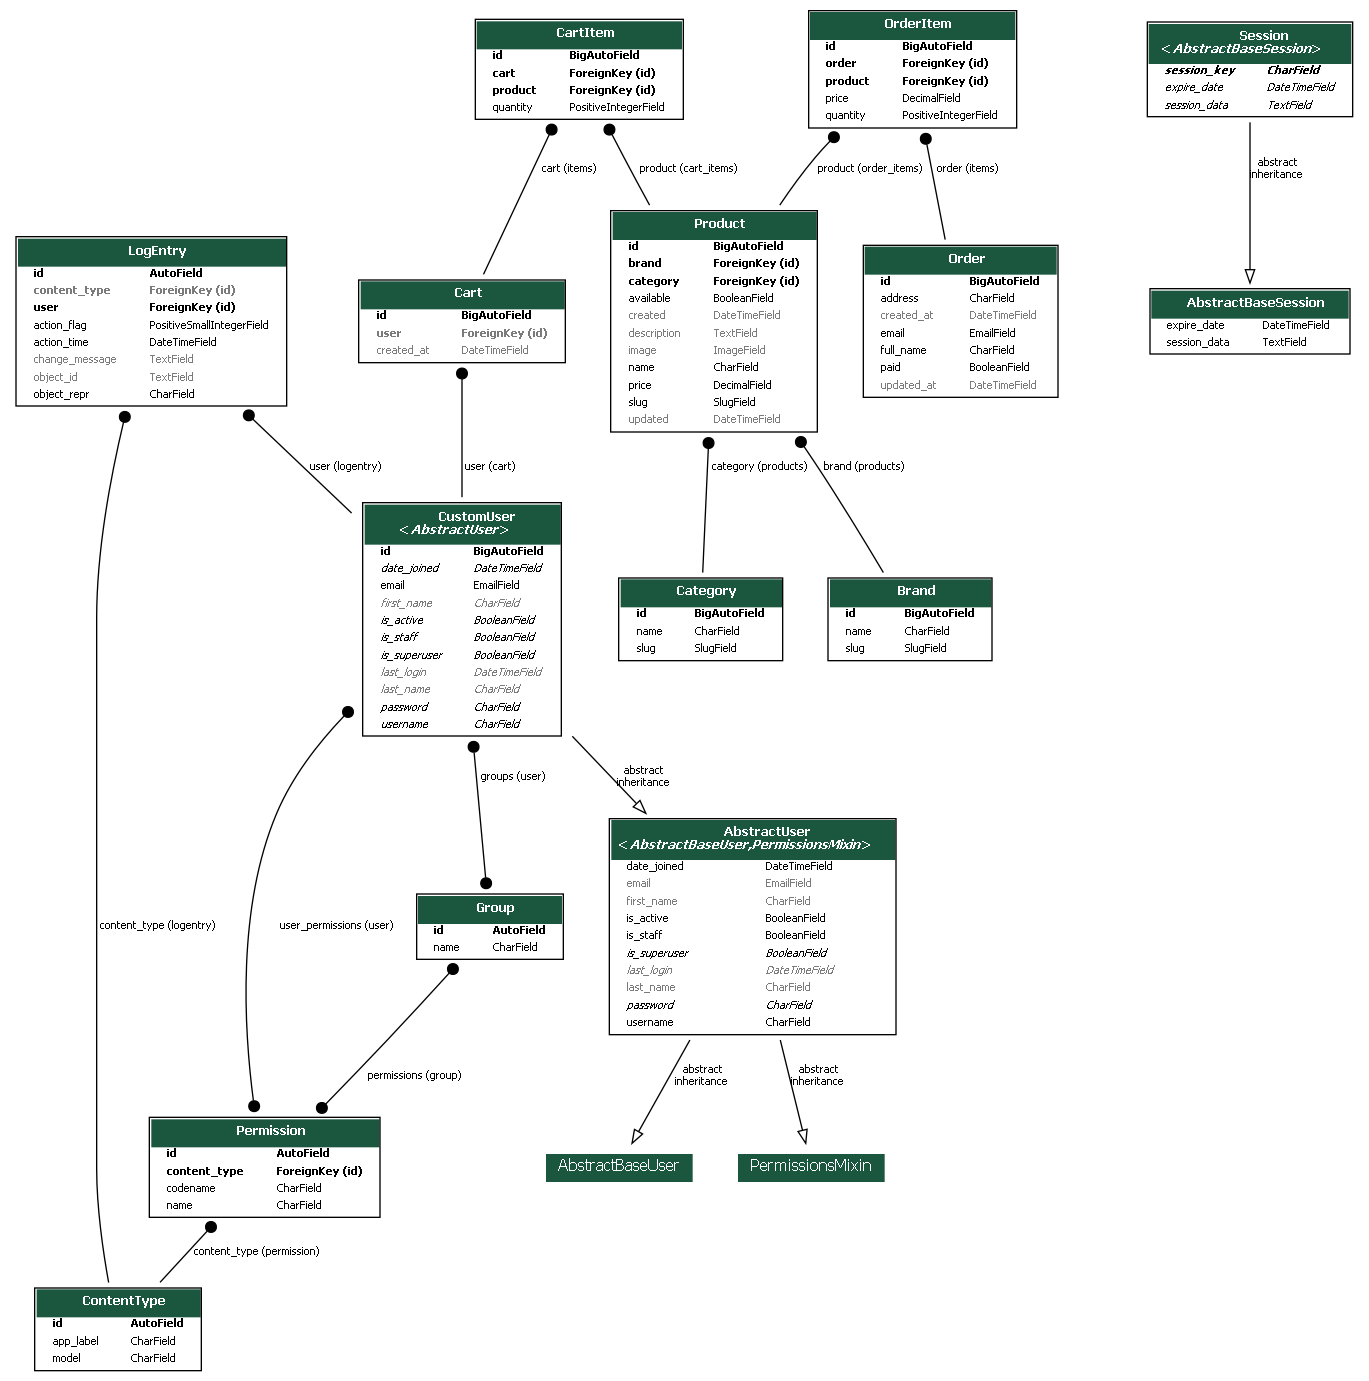 CartItem
id BigAutoField
cart ForeignKey (id)
product ForeignKey (id)
quantity PositiveIntegerField
OrderItem
id BigAutoField
order ForeignKey (id)
product ForeignKey (id)
price DecimalField
quantity PositiveIntegerField
Session
<AbstractBaseSession>
session_key CharField
expire_date DateTimeField
session_data TextField
cart (items)
product (cart_items)
product (order_items)
order (items)
abstract
inheritance
LogEntry
id AutoField
content_type ForeignKey (id)
user ForeignKey (id)
action_flag PositiveSmallIntegerField
action_time DateTimeField
change_message TextField
object_id TextField
object_repr CharField
Cart
id BigAutoField
user ForeignKey (id)
created_at DateTimeField
Product
id BigAutoField
brand ForeignKey (id)
category ForeignKey (id)
available BooleanField
created DateTimeField
description TextField
image ImageField
name CharField
price DecimalField
slug SlugField
updated DateTimeField
Order
id BigAutoField
address CharField
created_at DateTimeField
email EmailField
full_name CharField
paid BooleanField
updated_at DateTimeField
AbstractBaseSession
expire_date DateTimeField
session_data TextField
user (logentry)
user (cart)
category (products)
brand (products)
CustomUser
<AbstractUser>
id BigAutoField
date_joined DateTimeField
email EmailField
first_name CharField
is_active BooleanField
is_staff BooleanField
is_superuser BooleanField
last_login DateTimeField
last_name CharField
password CharField
username CharField
Category
id BigAutoField
name CharField
slug SlugField
Brand
id BigAutoField
name CharField
slug SlugField
groups (user)
abstract
inheritance
AbstractUser
<AbstractBaseUser,PermissionsMixin>
date_joined DateTimeField
email EmailField
first_name CharField
is_active BooleanField
is_staff BooleanField
is_superuser BooleanField
last_login DateTimeField
last_name CharField
password CharField
username CharField
content_type (logentry)
user_permissions (user)
Group
id AutoField
name CharField
permissions (group)
abstract
inheritance
abstract
inheritance
Permission
id AutoField
content_type ForeignKey (id)
codename CharField
name CharField
AbstractBaseUser
PermissionsMixin
content_type (permission)
ContentType
id AutoField
app_label CharField
model CharField